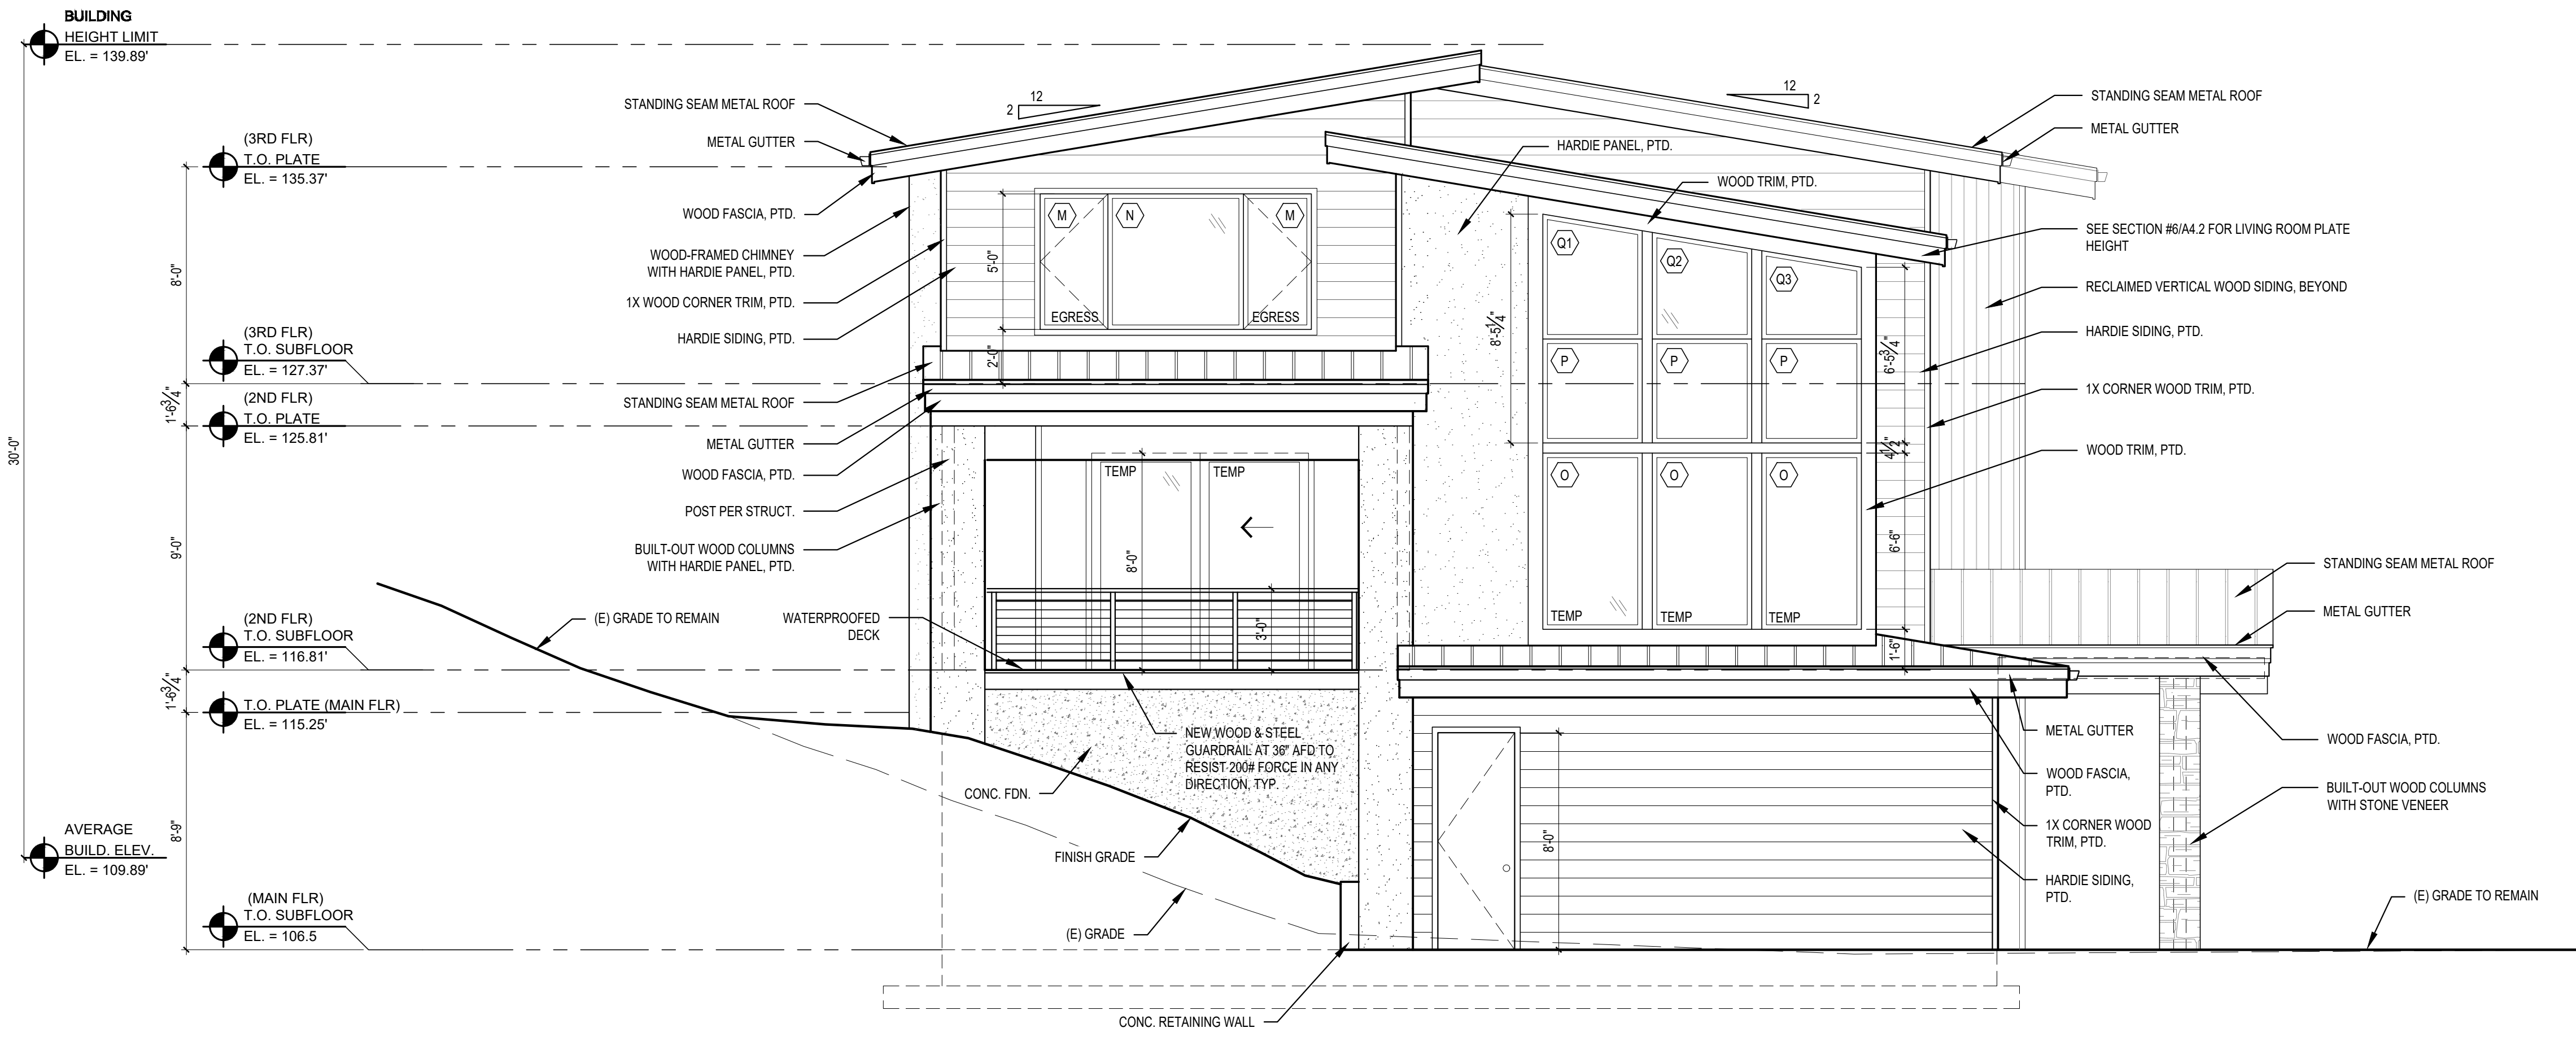 BUILDING
HEIGHT LIMIT
EL. = 139.89'
(3RD FLR)
T.O. PLATE
EL. = 135.37'
(3RD FLR)
T.O. SUBFLOOR
EL. = 127.37'
(2ND FLR)
T.O. PLATE
EL. = 125.81'
(2ND FLR)
T.O. SUBFLOOR
EL. = 116.81'
T.O. PLATE (MAIN FLR)
EL. = 115.25'
AVERAGE
BUILD. ELEV.
EL. = 109.89'
(MAIN FLR)
T.O. SUBFLOOR
EL. = 106.5
30'-0"
8'-0"
1'-6 3/4"
9'-0"
1'-6 3/4"
8'-9"
STANDING SEAM METAL ROOF
METAL GUTTER
WOOD FASCIA, PTD.
WOOD-FRAMED CHIMNEY
WITH HARDIE PANEL, PTD.
1X WOOD CORNER TRIM, PTD.
HARDIE SIDING, PTD.
STANDING SEAM METAL ROOF
METAL GUTTER
WOOD FASCIA, PTD.
POST PER STRUCT.
BUILT-OUT WOOD COLUMNS
WITH HARDIE PANEL, PTD.
(E) GRADE TO REMAIN
WATERPROOFED
DECK
CONC. FDN.
FINISH GRADE
(E) GRADE
CONC. RETAINING WALL
NEW WOOD & STEEL
GUARDRAIL AT 36" AFD TO
RESIST 200# FORCE IN ANY
DIRECTION, TYP.
12
2
12
2
M
N
M
EGRESS
EGRESS
5'-0"
2'-0"
TEMP
TEMP
8'-0"
3'-0"
HARDIE PANEL, PTD.
WOOD TRIM, PTD.
Q1
Q2
Q3
P
P
P
O
O
O
TEMP
TEMP
TEMP
8'-5 1/4"
6'-5 3/4"
4 1/2"
6'-6"
1'-6"
8'-0"
STANDING SEAM METAL ROOF
METAL GUTTER
SEE SECTION #6/A4.2 FOR LIVING ROOM PLATE
HEIGHT
RECLAIMED VERTICAL WOOD SIDING, BEYOND
HARDIE SIDING, PTD.
1X CORNER WOOD TRIM, PTD.
WOOD TRIM, PTD.
STANDING SEAM METAL ROOF
METAL GUTTER
METAL GUTTER
WOOD FASCIA, PTD.
WOOD FASCIA,
PTD.
BUILT-OUT WOOD COLUMNS
WITH STONE VENEER
1X CORNER WOOD
TRIM, PTD.
HARDIE SIDING,
PTD.
(E) GRADE TO REMAIN